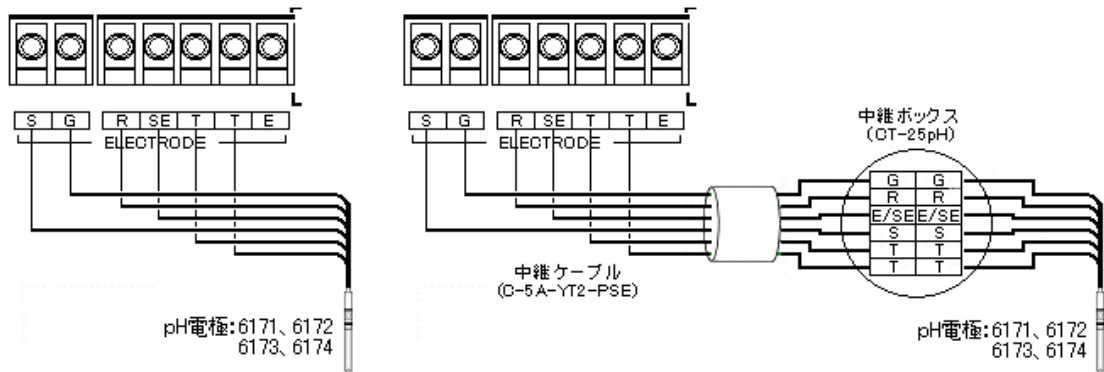 S G R SE T T E
ELECTRODE
pH電極:6171、6172
6173、6174
S G R SE T T E
ELECTRODE
中継ケーブル
(C-5A-YT2-PSE)
中継ボックス
(CT-25pH)
G G
R R
E/SE E/SE
S S
T T
T T
pH電極:6171、6172
6173、6174